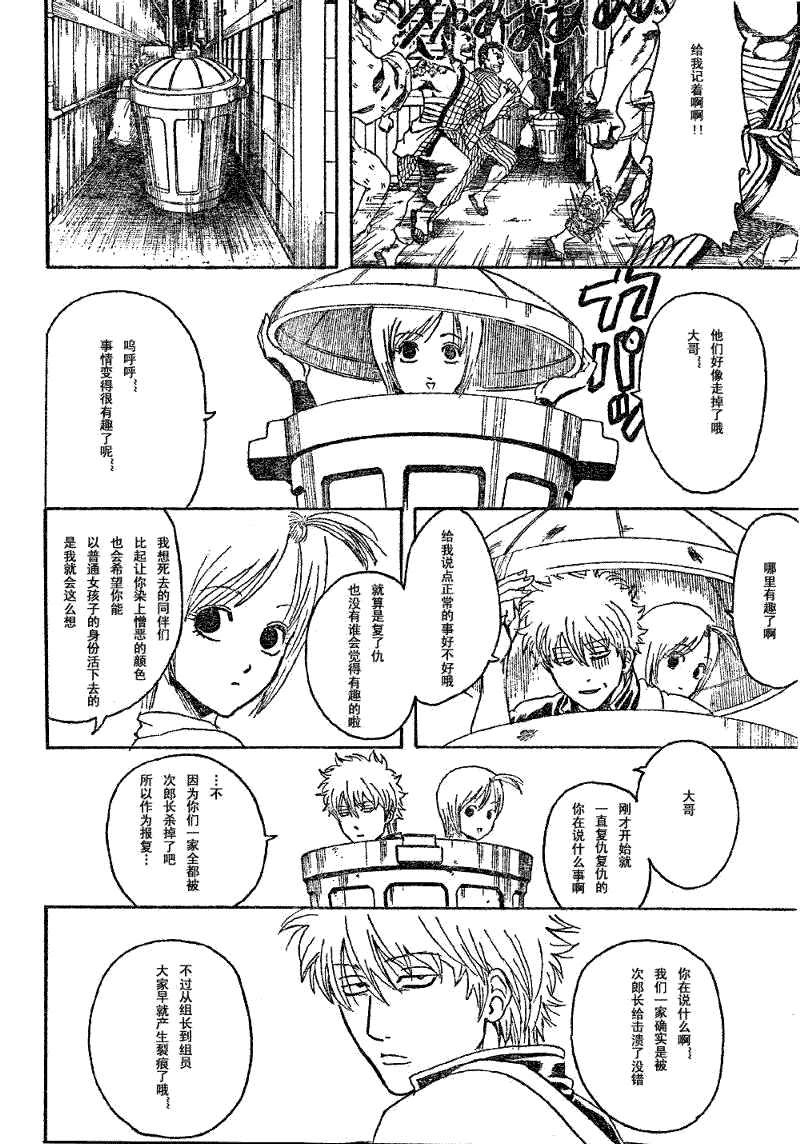 给我记着啊啊!!
他们好像走掉了哦
大哥~
ガパッ
呜呼呼~
事情变得很有趣了呢~
哪里有趣了啊
给我说点正常的事好不好哦
就算是复了仇
也没有谁会觉得有趣的啦
我想死去的同伴们
比起让你染上憎恶的颜色
也会希望你能
以普通女孩子的身份活下去的
是我就会这么想
大哥
刚才开始就
一直复仇复仇的
你在说什么事啊
…不
因为你们一家全都被
次郎长杀掉了吧
所以作为报复…
你在说什么啊~
我们一家确实是被
次郎长给击溃了没错
不过从组长到组员
大家早就产生裂痕了哦~